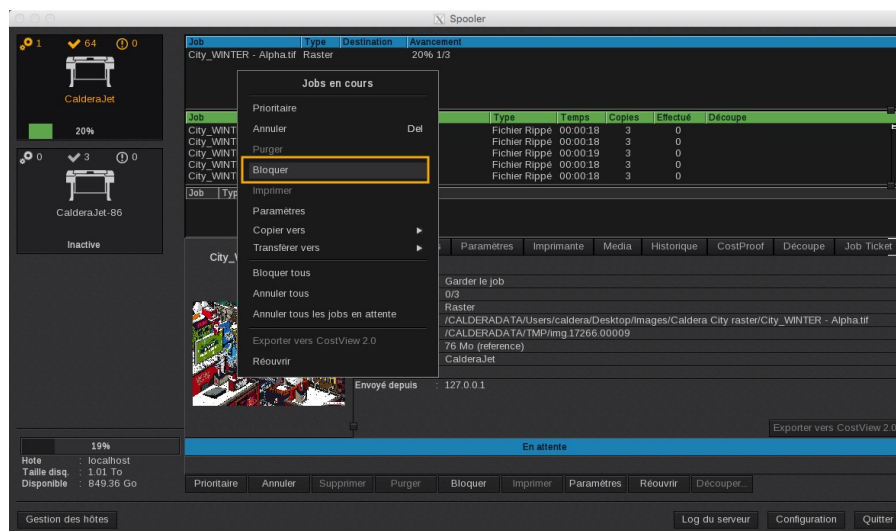 Spooler
1 64 0
CalderaJet
20%
0 3 0
CalderaJet-86
Inactive
Job Type Destination Avancement
City_WINTER - Alpha.tif Raster 20% 1/3
Jobs en cours
Prioritaire
Annuler Del
Purger
Bloquer
Imprimer
Paramètres
Copier vers
Transférer vers
Bloquer tous
Annuler tous
Annuler tous les jobs en attente
Exporter vers CostView 2.0
Réouvrir
Job Type Temps Copies Effectué Découpe
City_WINT Fichier Rippé 00:00:18 3 0
City_WINT Fichier Rippé 00:00:18 3 0
City_WINT Fichier Rippé 00:00:19 3 0
City_WINT Fichier Rippé 00:00:18 3 0
City_WINT Fichier Rippé 00:00:18 3 0
Job Typ
Paramètres Imprimante Media Historique CostProof Découpe Job Ticket
Garder le job
0/3
Raster
/CALDERADATA/Users/caldera/Desktop/Images/Caldera City raster/City_WINTER - Alpha.tif
/CALDERADATA/TMP/img.17266.00009
76 Mo (reference)
CalderaJet
Envoyé depuis : 127.0.0.1
Exporter vers CostView 2.0
En attente
19%
Hote : localhost
Taille disq. : 1.01 To
Disponible : 849.36 Go
Prioritaire Annuler Supprimer Purger Bloquer Imprimer Paramètres Réouvrir Découper...
Gestion des hôtes Log du serveur Configuration Quitter